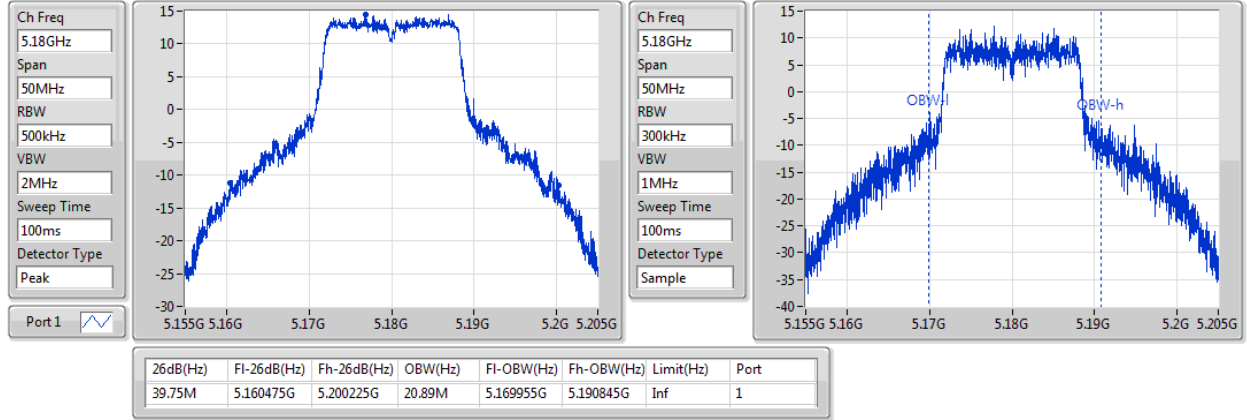 Ch Freq
5.18GHz
Span
50MHz
RBW
500kHz
VBW
2MHz
Sweep Time
100ms
Detector Type
Peak
Port 1
15
10
5
0
-5
-10
-15
-20
-25
-30
5.155G 5.16G 5.17G 5.18G 5.19G 5.2G 5.205G
Ch Freq
5.18GHz
Span
50MHz
RBW
300kHz
VBW
1MHz
Sweep Time
100ms
Detector Type
Sample
15
10
5
0
-5
-10
-15
-20
-25
-30
-35
-40
OBW-l
OBW-h
5.155G 5.16G 5.17G 5.18G 5.19G 5.2G 5.205G
26dB(Hz) Fl-26dB(Hz) Fh-26dB(Hz) OBW(Hz) Fl-OBW(Hz) Fh-OBW(Hz) Limit(Hz) Port
39.75M 5.160475G 5.200225G 20.89M 5.169955G 5.190845G Inf 1